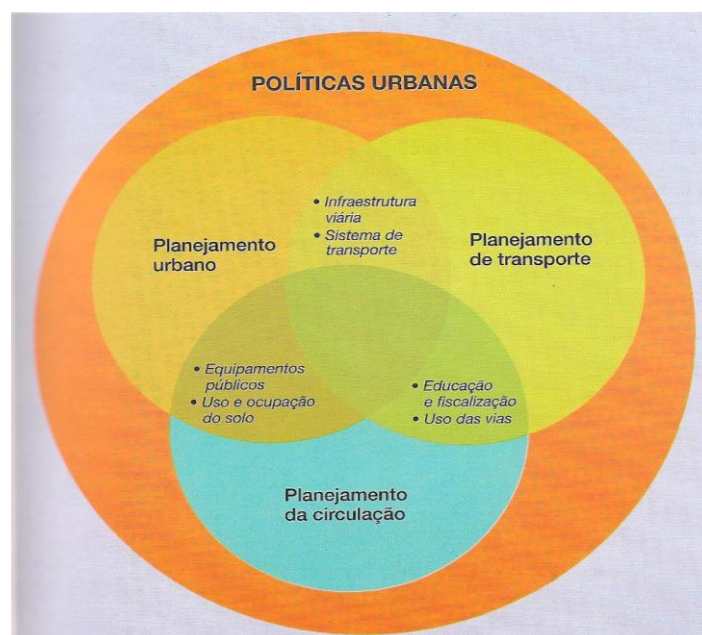 POLÍTICAS URBANAS
• Infraestrutura
viária
• Sistema de
transporte
Planejamento
urbano
Planejamento
de transporte
• Equipamentos
públicos
• Uso e ocupação
do solo
• Educação
e fiscalização
• Uso das vias
Planejamento
da circulação